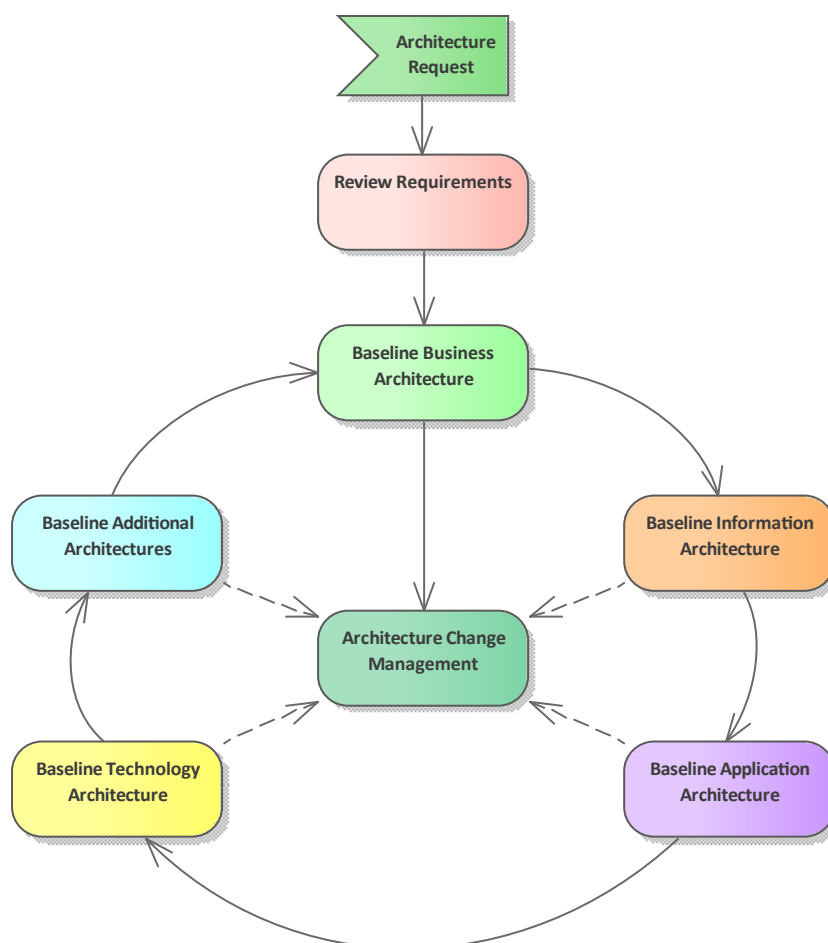 Architecture
Request
Review Requirements
Baseline Business
Architecture
Baseline Additional
Architectures
Baseline Information
Architecture
Architecture Change
Management
Baseline Technology
Architecture
Baseline Application
Architecture